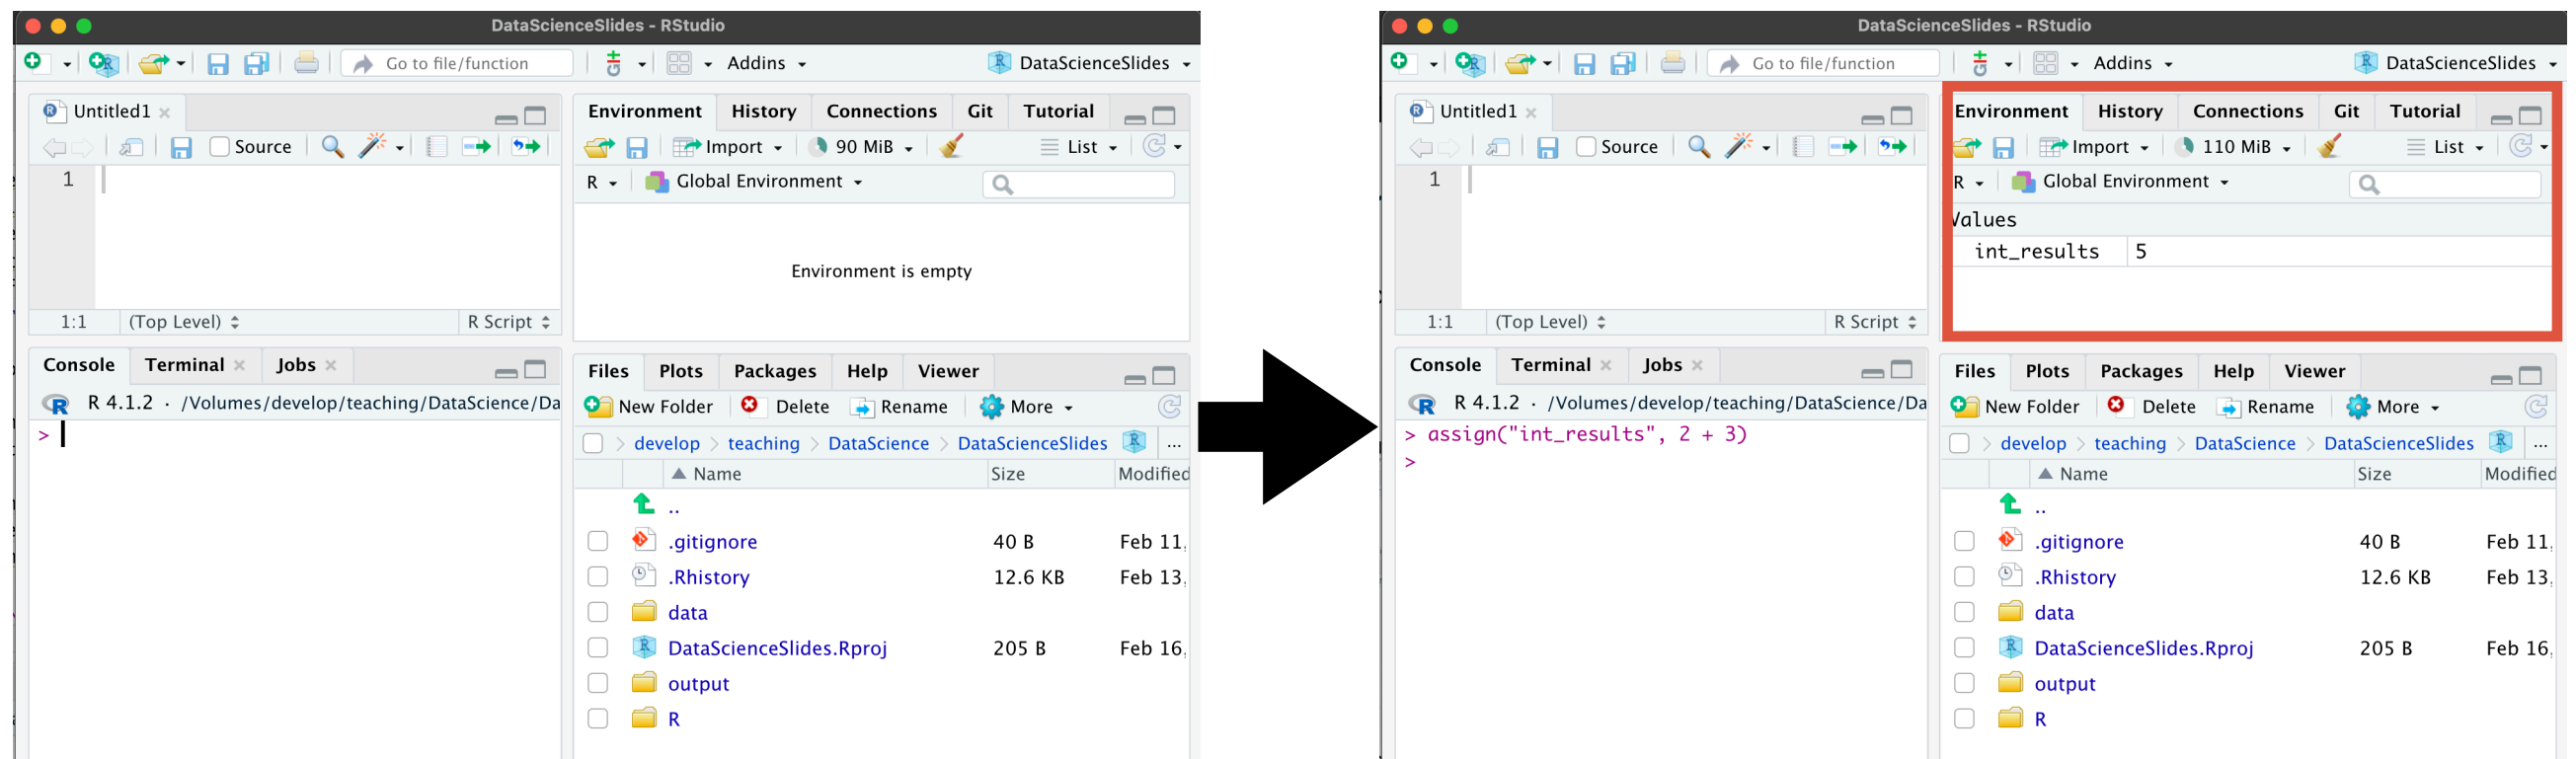 DataScienceSlides - RStudio
Go to file/function Addins DataScienceSlides
Untitled1
Source
1
1:1 (Top Level) R Script
Console Terminal Jobs
R 4.1.2 · /Volumes/develop/teaching/DataScience/Da
>
Environment History Connections Git Tutorial
Import 90 MiB List
R Global Environment
Environment is empty
Files Plots Packages Help Viewer
New Folder Delete Rename More
develop teaching DataScience DataScienceSlides ...
Name Size Modified
..
.gitignore 40 B Feb 11,
.Rhistory 12.6 KB Feb 13,
data
DataScienceSlides.Rproj 205 B Feb 16,
output
R
DataScienceSlides - RStudio
Go to file/function Addins DataScienceSlides
Untitled1
Source
1
1:1 (Top Level) R Script
Console Terminal Jobs
R 4.1.2 · /Volumes/develop/teaching/DataScience/Da
> assign("int_results", 2 + 3)
>
Environment History Connections Git Tutorial
Import 110 MiB List
R Global Environment
Values
int_results 5
Files Plots Packages Help Viewer
New Folder Delete Rename More
develop teaching DataScience DataScienceSlides ...
Name Size Modified
..
.gitignore 40 B Feb 11,
.Rhistory 12.6 KB Feb 13,
data
DataScienceSlides.Rproj 205 B Feb 16,
output
R